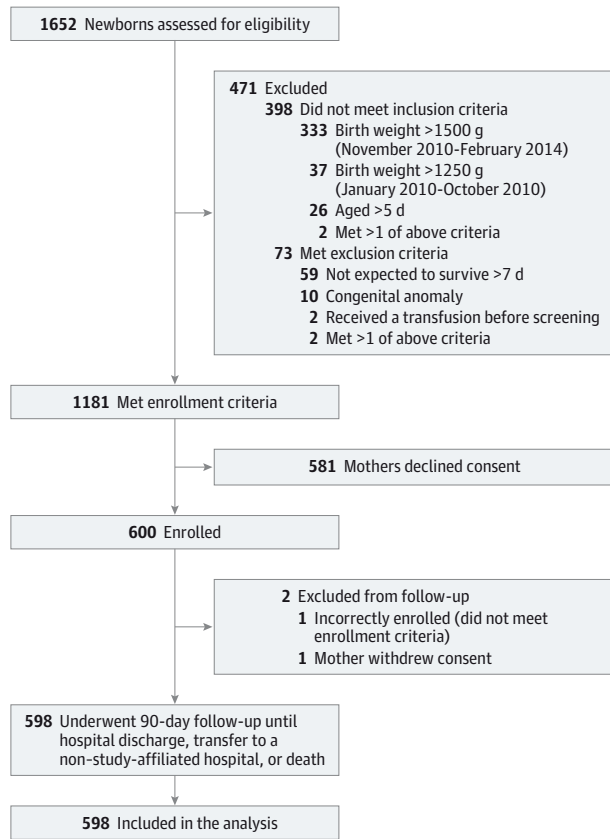 1652 Newborns assessed for eligibility
471 Excluded
398 Did not meet inclusion criteria
333 Birth weight >1500 g
(November 2010-February 2014)
37 Birth weight >1250 g
(January 2010-October 2010)
26 Aged >5 d
2 Met >1 of above criteria
73 Met exclusion criteria
59 Not expected to survive >7 d
10 Congenital anomaly
2 Received a transfusion before screening
2 Met >1 of above criteria
1181 Met enrollment criteria
581 Mothers declined consent
600 Enrolled
2 Excluded from follow-up
1 Incorrectly enrolled (did not meet
enrollment criteria)
1 Mother withdrew consent
598 Underwent 90-day follow-up until
hospital discharge, transfer to a
non-study-affiliated hospital, or death
598 Included in the analysis